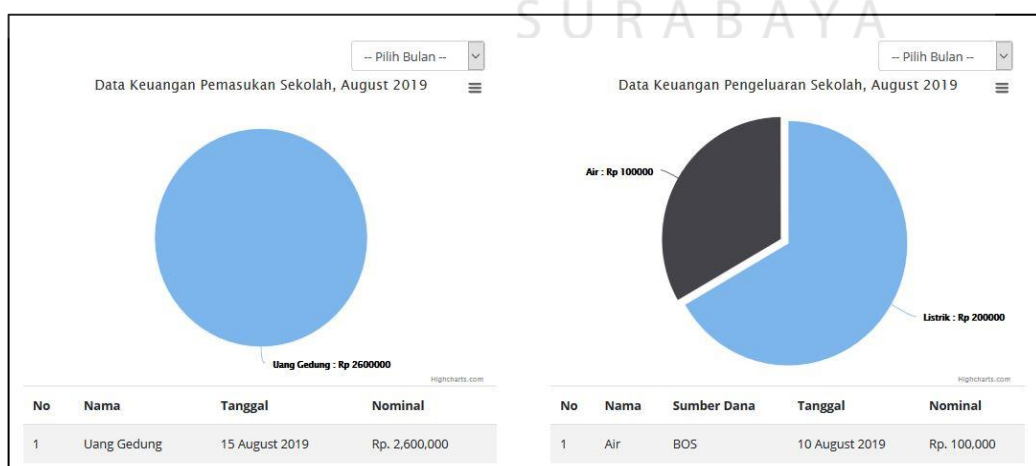 SURABAYA
-- Pilih Bulan --
Data Keuangan Pemasukan Sekolah, August 2019
Uang Gedung : Rp 2600000
Highcharts.com
No Nama Tanggal Nominal
1 Uang Gedung 15 August 2019 Rp. 2,600,000
-- Pilih Bulan --
Data Keuangan Pengeluaran Sekolah, August 2019
Air : Rp 100000
Listrik : Rp 200000
Highcharts.com
No Nama Sumber Dana Tanggal Nominal
1 Air BOS 10 August 2019 Rp. 100,000